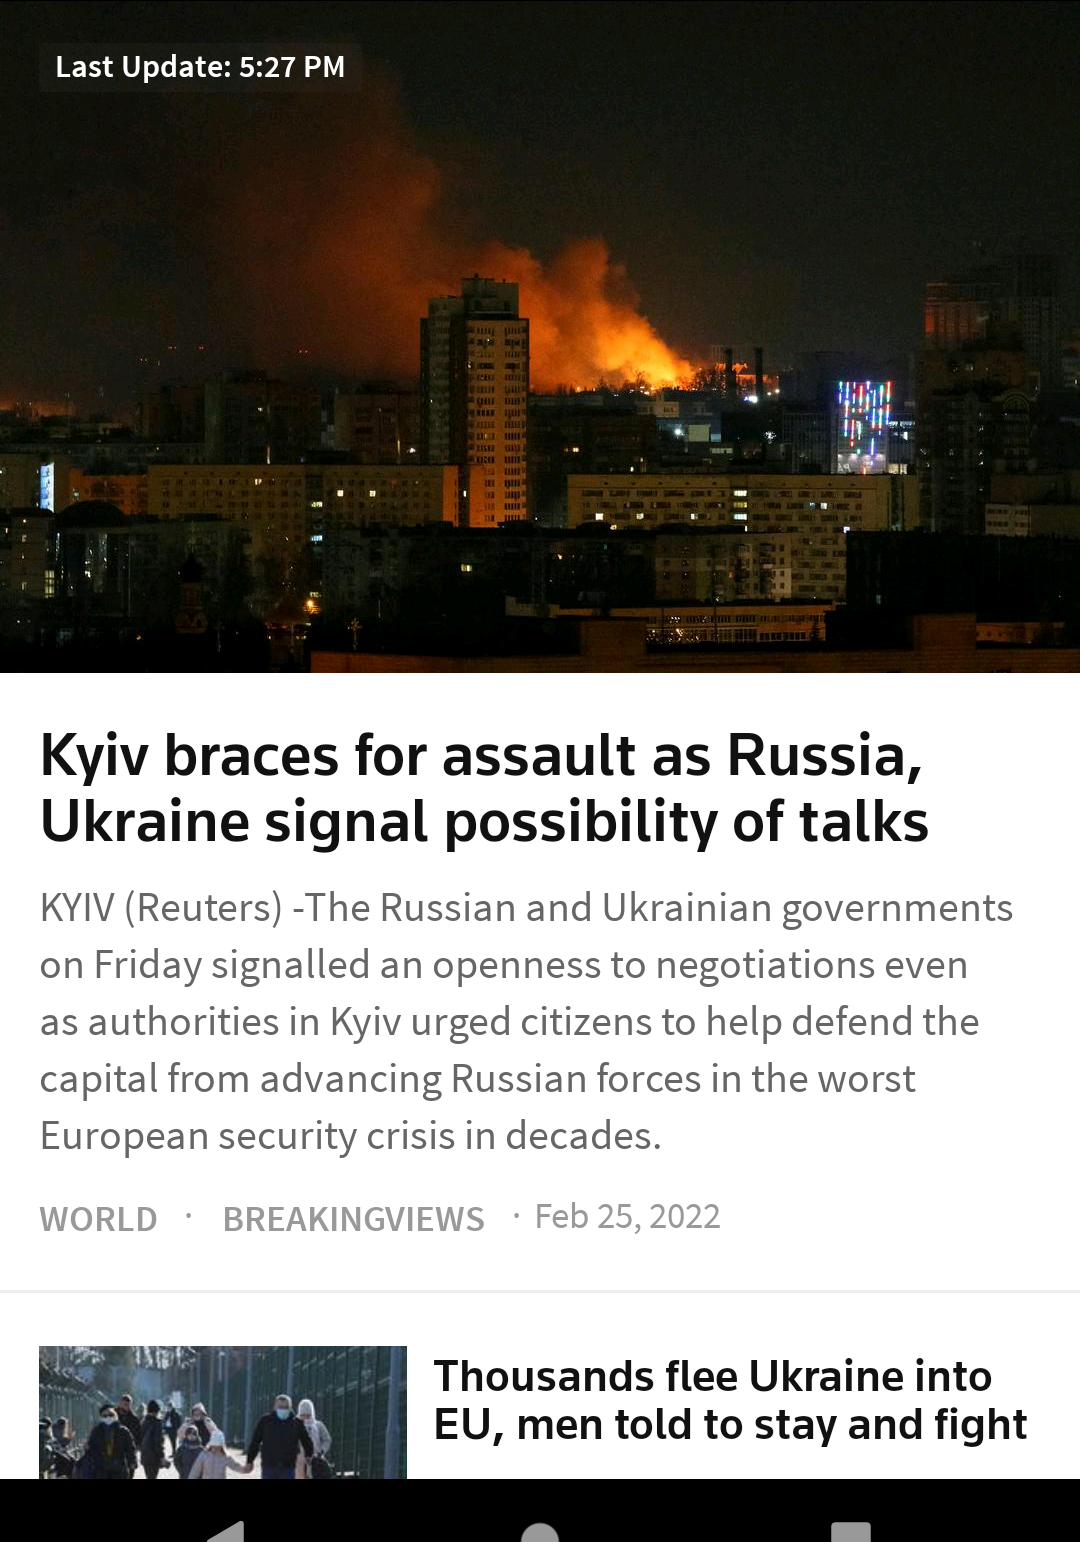 Last Update: 5:27 PM
Kyiv braces for assault as Russia,
Ukraine signal possibility of talks
KYIV (Reuters) -The Russian and Ukrainian governments
on Friday signalled an openness to negotiations even
as authorities in Kyiv urged citizens to help defend the
capital from advancing Russian forces in the worst
European security crisis in decades.
WORLD · BREAKINGVIEWS · Feb 25, 2022
Thousands flee Ukraine into
EU, men told to stay and fight